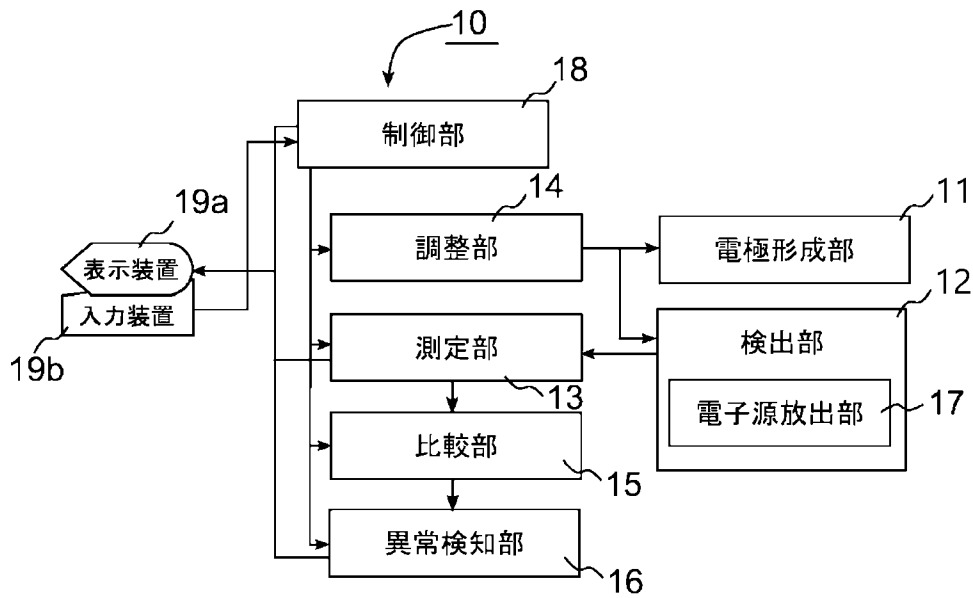 10
18
制御部
14
調整部
11
電極形成部
19a
表示装置
入力装置
19b
12
検出部
測定部
13
電子源放出部
17
比較部
15
異常検知部
16